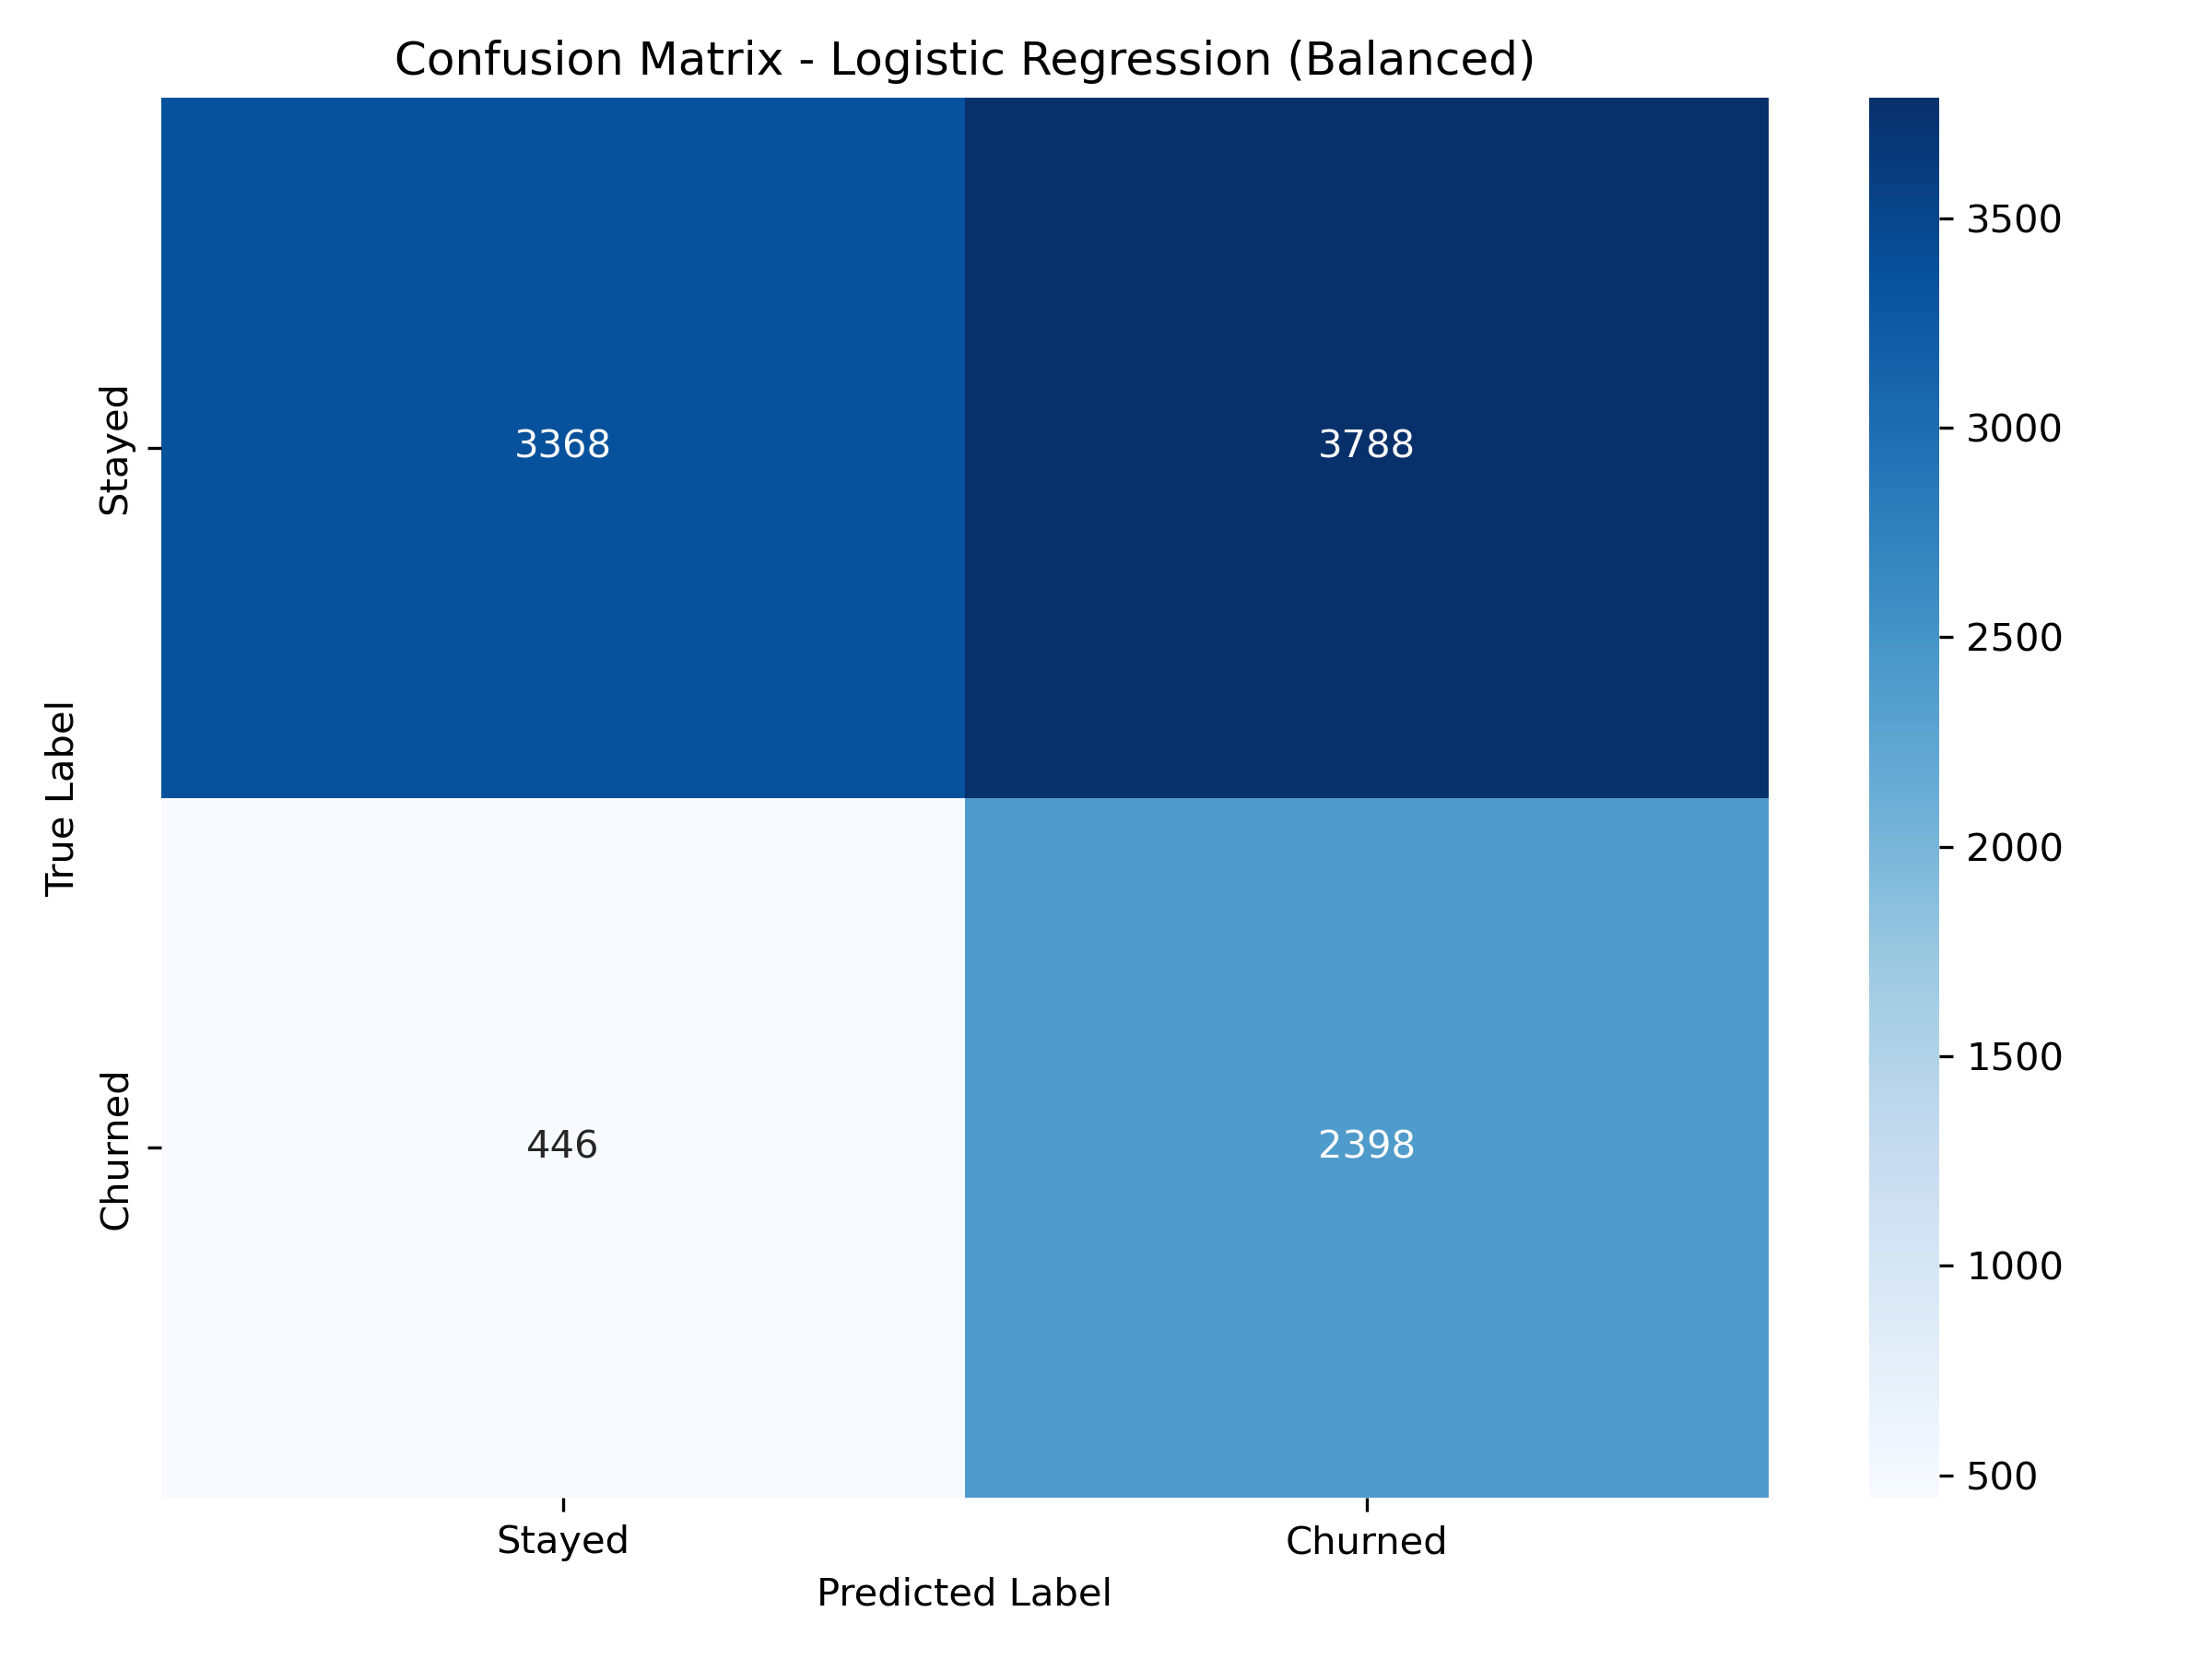 Confusion Matrix - Logistic Regression (Balanced)
True Label
Stayed
Churned
3368
3788
446
2398
Stayed
Churned
Predicted Label
3500
3000
2500
2000
1500
1000
500